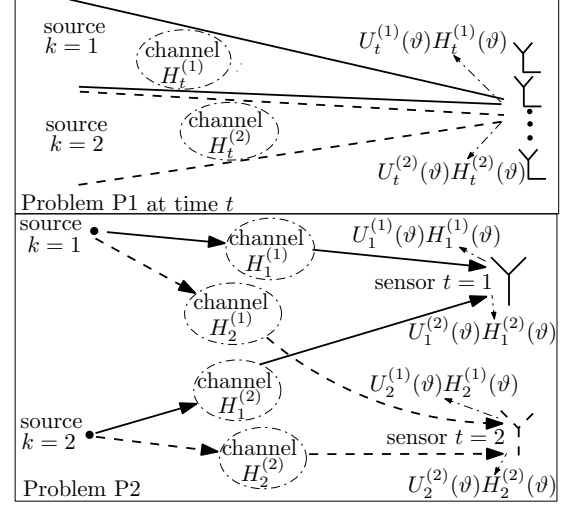 source
k = 1
channel
H_t^{(1)}
U_t^{(1)}(ϑ)H_t^{(1)}(ϑ)
source
k = 2
channel
H_t^{(2)}
U_t^{(2)}(ϑ)H_t^{(2)}(ϑ)
Problem P1 at time t
source
k = 1
channel
H_1^{(1)}
U_1^{(1)}(ϑ)H_1^{(1)}(ϑ)
sensor t = 1
channel
H_2^{(1)}
U_1^{(2)}(ϑ)H_1^{(2)}(ϑ)
channel
H_1^{(2)}
U_2^{(1)}(ϑ)H_2^{(1)}(ϑ)
source
k = 2
sensor t = 2
channel
H_2^{(2)}
U_2^{(2)}(ϑ)H_2^{(2)}(ϑ)
Problem P2